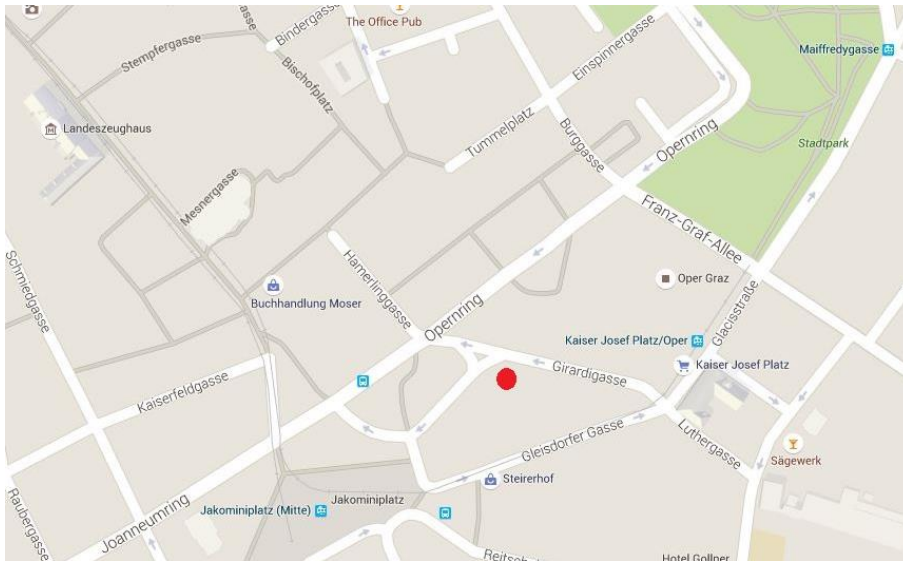 Bindergasse
The Office Pub
Stempfergasse
Bischofplatz
Einspinnergasse
Maiffredygasse
Landeszeughaus
Tummelplatz
Burggasse
Opernring
Stadtpark
Mesnergasse
Franz-Graf-Allee
Schmiedgasse
Hamerlinggasse
Oper Graz
Buchhandlung Moser
Opernring
Glacisstraße
Kaiser Josef Platz/Oper
Kaiser Josef Platz
Girardigasse
Kaiserfeldgasse
Gleisdorfer Gasse
Luthergasse
Sägewerk
Steirerhof
Raubergasse
Joanneumring
Jakominiplatz
Jakominiplatz (Mitte)
Hotel Gollner